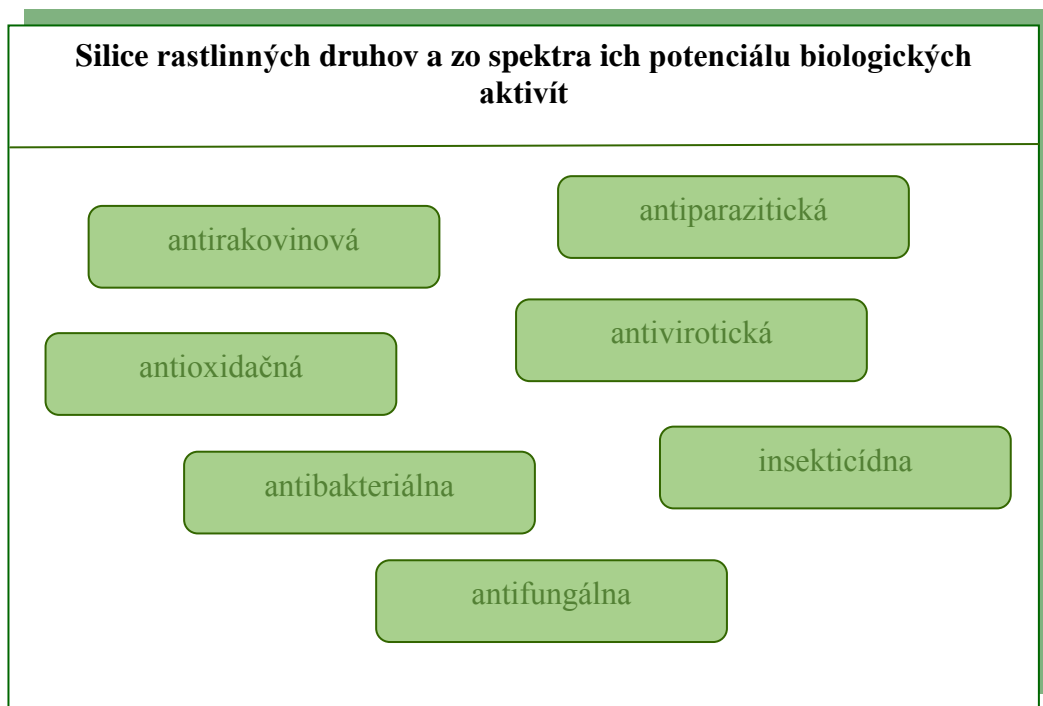 Silice rastlinných druhov a zo spektra ich potenciálu biologických
aktivít
antiparazitická
antirakovinová
antivirotická
antioxidačná
insekticídna
antibakteriálna
antifungálna